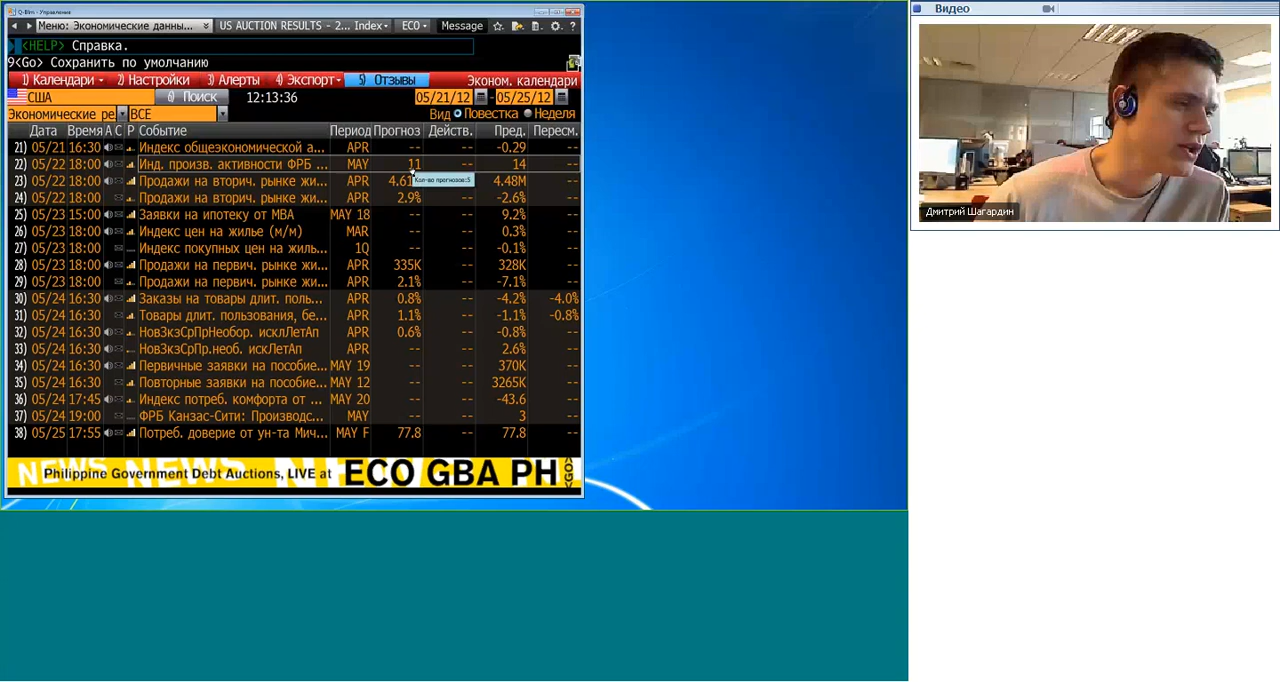 Q-Blm - Управление
Меню: Экономические данны... US AUCTION RESULTS - 2... Index ECO Message
<HELP> Справка.
9<Go> Сохранить по умолчанию
1) Календари 2) Настройки 3) Алерты 4) Экспорт 5) Отзывы Эконом. календари
США 6) Поиск 12:13:36 05/21/12 - 05/25/12
Экономические ре ВСЕ Вид Повестка Неделя
Дата Время A C P Событие Период Прогноз Действ. Пред. Пересм.
21) 05/21 16:30 Индекс общеэкономической а... APR -- -- -0.29 --
22) 05/22 18:00 Инд. произв. активности ФРБ ... MAY 11 -- 14 --
23) 05/22 18:00 Продажи на вторич. рынке жи... APR 4.61 -- 4.48M --
Кол-во прогнозов:5
24) 05/22 18:00 Продажи на вторич. рынке жи... APR 2.9% -- -2.6% --
25) 05/23 15:00 Заявки на ипотеку от MBA MAY 18 -- -- 9.2% --
26) 05/23 18:00 Индекс цен на жилье (м/м) MAR -- -- 0.3% --
27) 05/23 18:00 Индекс покупных цен на жиль... 1Q -- -- -0.1% --
28) 05/23 18:00 Продажи на первич. рынке жи... APR 335K -- 328K --
29) 05/23 18:00 Продажи на первич. рынке жи... APR 2.1% -- -7.1% --
30) 05/24 16:30 Заказы на товары длит. поль... APR 0.8% -- -4.2% -4.0%
31) 05/24 16:30 Товары длит. пользования, бе... APR 1.1% -- -1.1% -0.8%
32) 05/24 16:30 НовЗкзСрПрНеобор. исклЛетАп APR 0.6% -- -0.8% --
33) 05/24 16:30 НовЗкзСрПр.необ. искЛетАп APR -- -- 2.6% --
34) 05/24 16:30 Первичные заявки на пособие... MAY 19 -- -- 370K --
35) 05/24 16:30 Повторные заявки на пособие... MAY 12 -- -- 3265K --
36) 05/24 17:45 Индекс потреб. комфорта от ... MAY 20 -- -- -43.6 --
37) 05/24 19:00 ФРБ Канзас-Сити: Производс... MAY -- -- 3 --
38) 05/25 17:55 Потреб. доверие от ун-та Мич... MAY F 77.8 -- 77.8 --
NEWS Philippine Government Debt Auctions, LIVE at ECO GBA PH <GO>
Видео
Дмитрий Шагардин